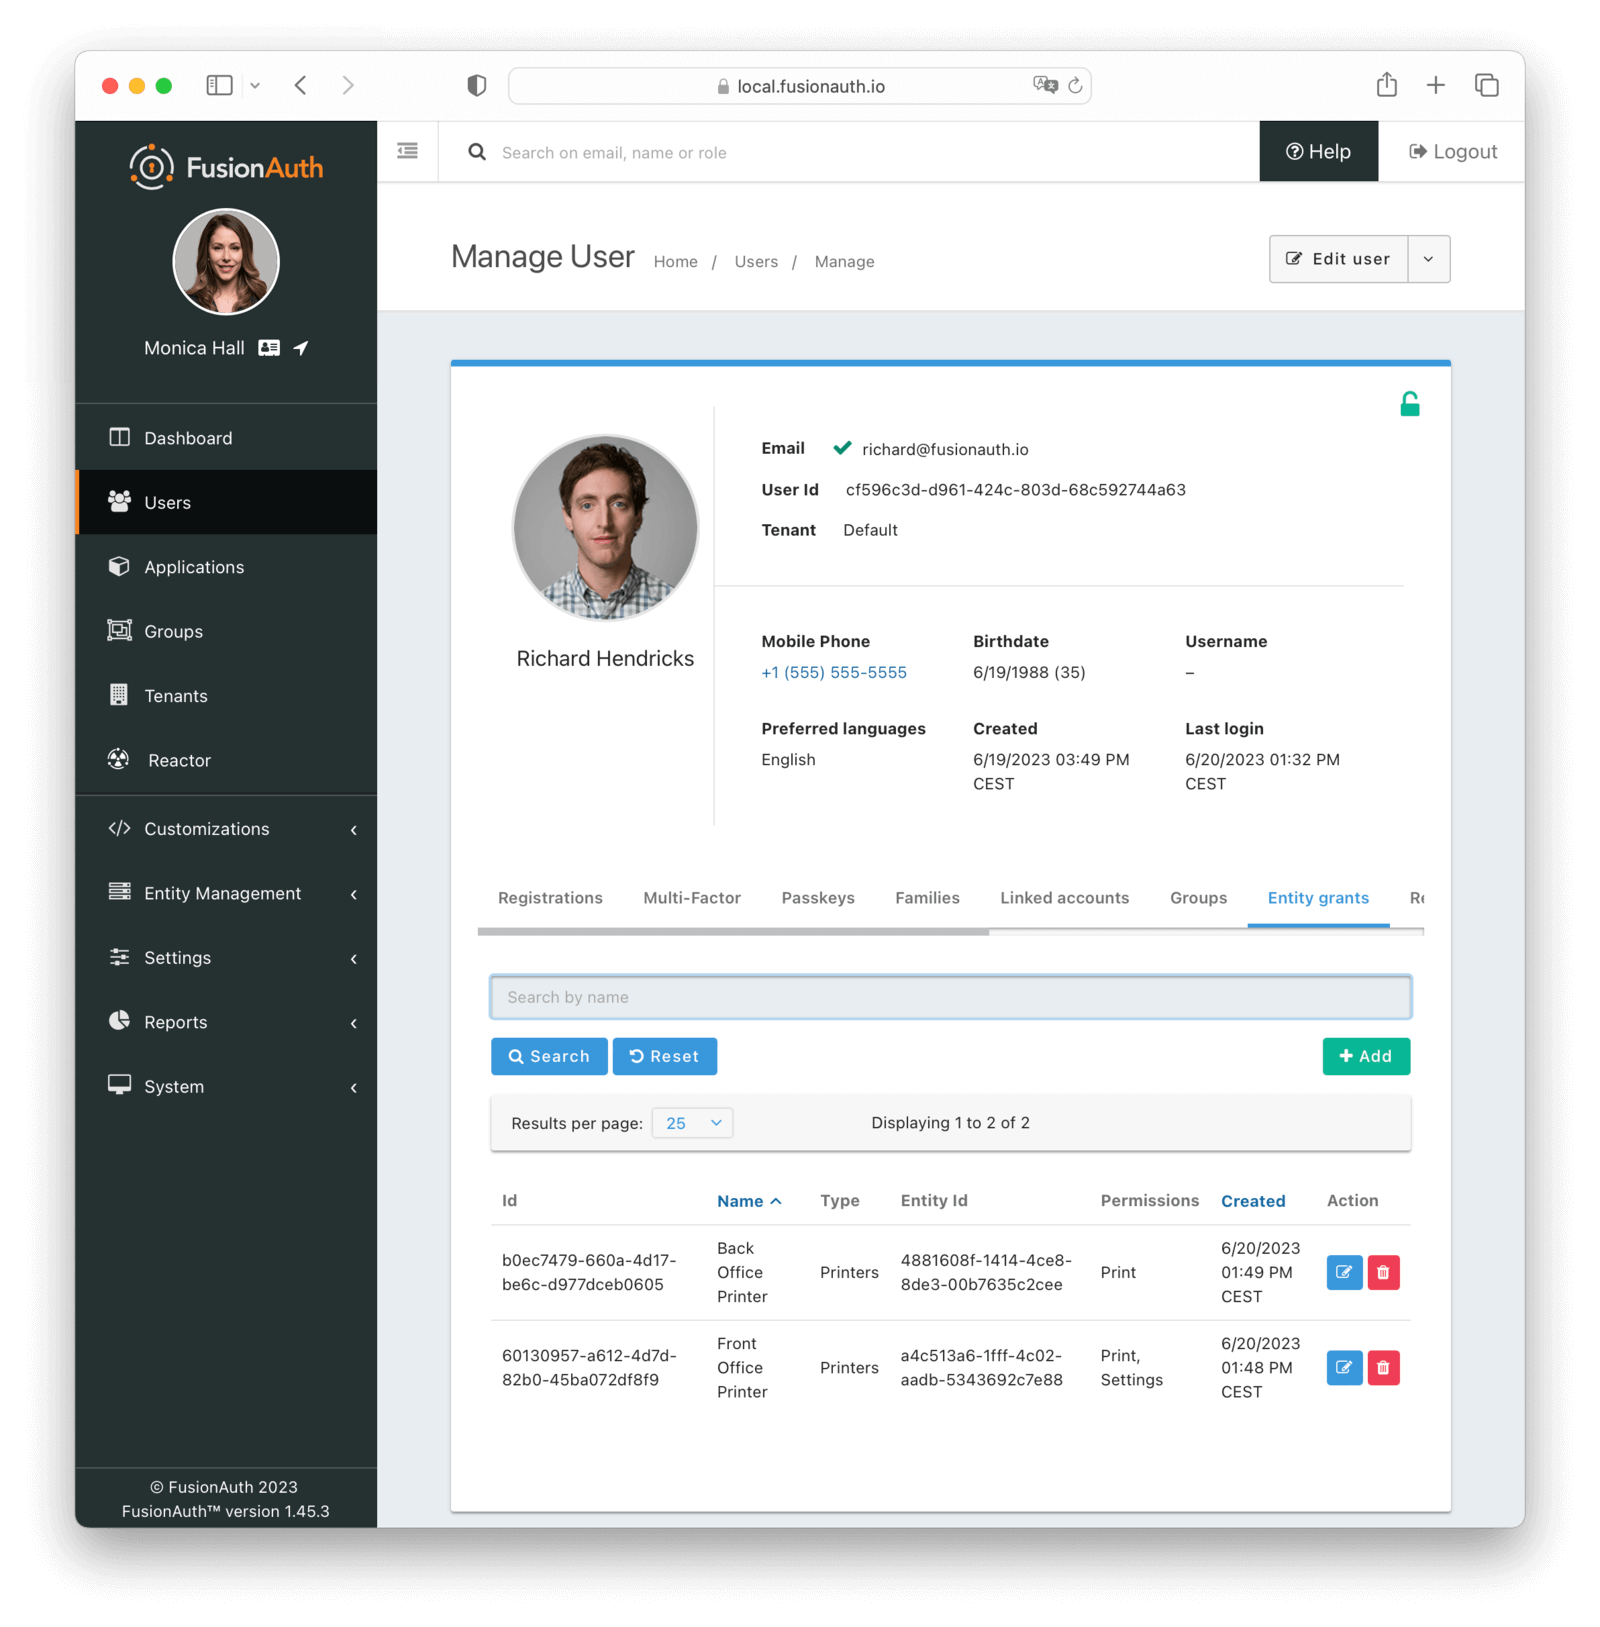 local.fusionauth.io
FusionAuth
Search on email, name or role
Help
Logout
Monica Hall
Manage User
Home / Users / Manage
Edit user
Dashboard
Users
Applications
Groups
Tenants
Reactor
Customizations
Entity Management
Settings
Reports
System
© FusionAuth 2023
FusionAuth™ version 1.45.3
Richard Hendricks
Email richard@fusionauth.io
User Id cf596c3d-d961-424c-803d-68c592744a63
Tenant Default
Mobile Phone Birthdate Username
+1 (555) 555-5555 6/19/1988 (35) –
Preferred languages Created Last login
English 6/19/2023 03:49 PM 6/20/2023 01:32 PM
CEST CEST
Registrations Multi-Factor Passkeys Families Linked accounts Groups Entity grants
Search by name
Search Reset Add
Results per page: 25 Displaying 1 to 2 of 2
Id Name Type Entity Id Permissions Created Action
Back 6/20/2023
b0ec7479-660a-4d17- Office Printers 4881608f-1414-4ce8- Print 01:49 PM
be6c-d977dceb0605 Printer 8de3-00b7635c2cee CEST
Front 6/20/2023
60130957-a612-4d7d- Office Printers a4c513a6-1fff-4c02- Print, 01:48 PM
82b0-45ba072df8f9 Printer aadb-5343692c7e88 Settings CEST